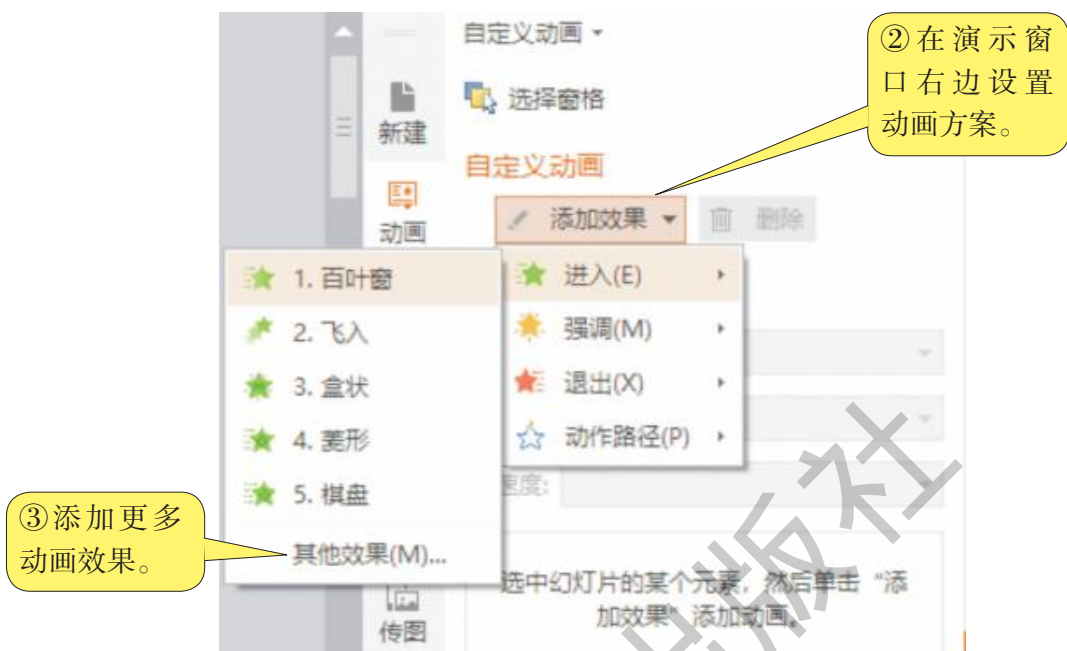 自定义动画
②在演示窗
口右边设置
动画方案。
选择窗格
新建
自定义动画
添加效果
删除
动画
1. 百叶窗
2. 飞入
3. 盒状
4. 菱形
5. 棋盘
其他效果(M)...
进入(E)
强调(M)
退出(X)
动作路径(P)
速度:
③添加更多
动画效果。
选中幻灯片的某个元素，然后单击“添
加效果”添加动画。
传图
出版社